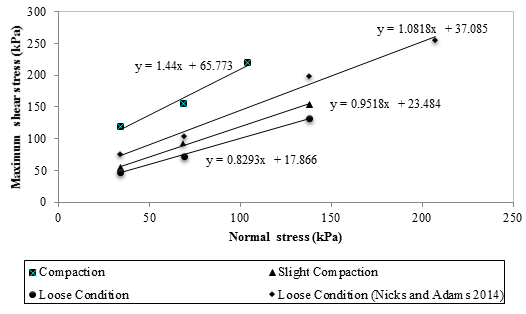 300
y = 1.0818x + 37.085
250
y = 1.44x + 65.773
200
150
y = 0.9518x + 23.484
100
y = 0.8293x + 17.866
50
0
Maximum shear stress (kPa)
0 50 100 150 200 250
Normal stress (kPa)
Compaction Slight Compaction
Loose Condition Loose Condition (Nicks and Adams 2014)